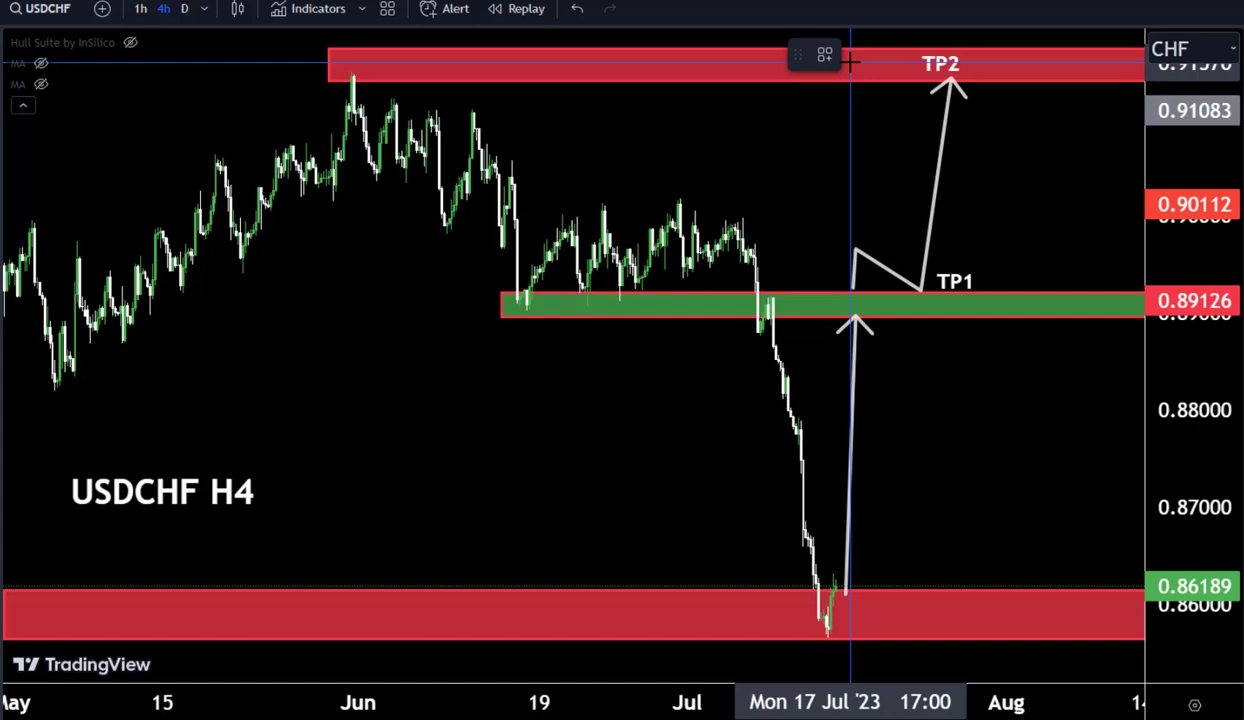 USDCHF 1h 4h D Indicators Alert Replay
Hull Suite by InSilico
MA
MA
CHF
TP2
0.91083
0.90112
TP1
0.89126
0.88000
USDCHF H4
0.87000
0.86189
0.86000
TradingView
May 15 Jun 19 Jul Mon 17 Jul '23 17:00 Aug